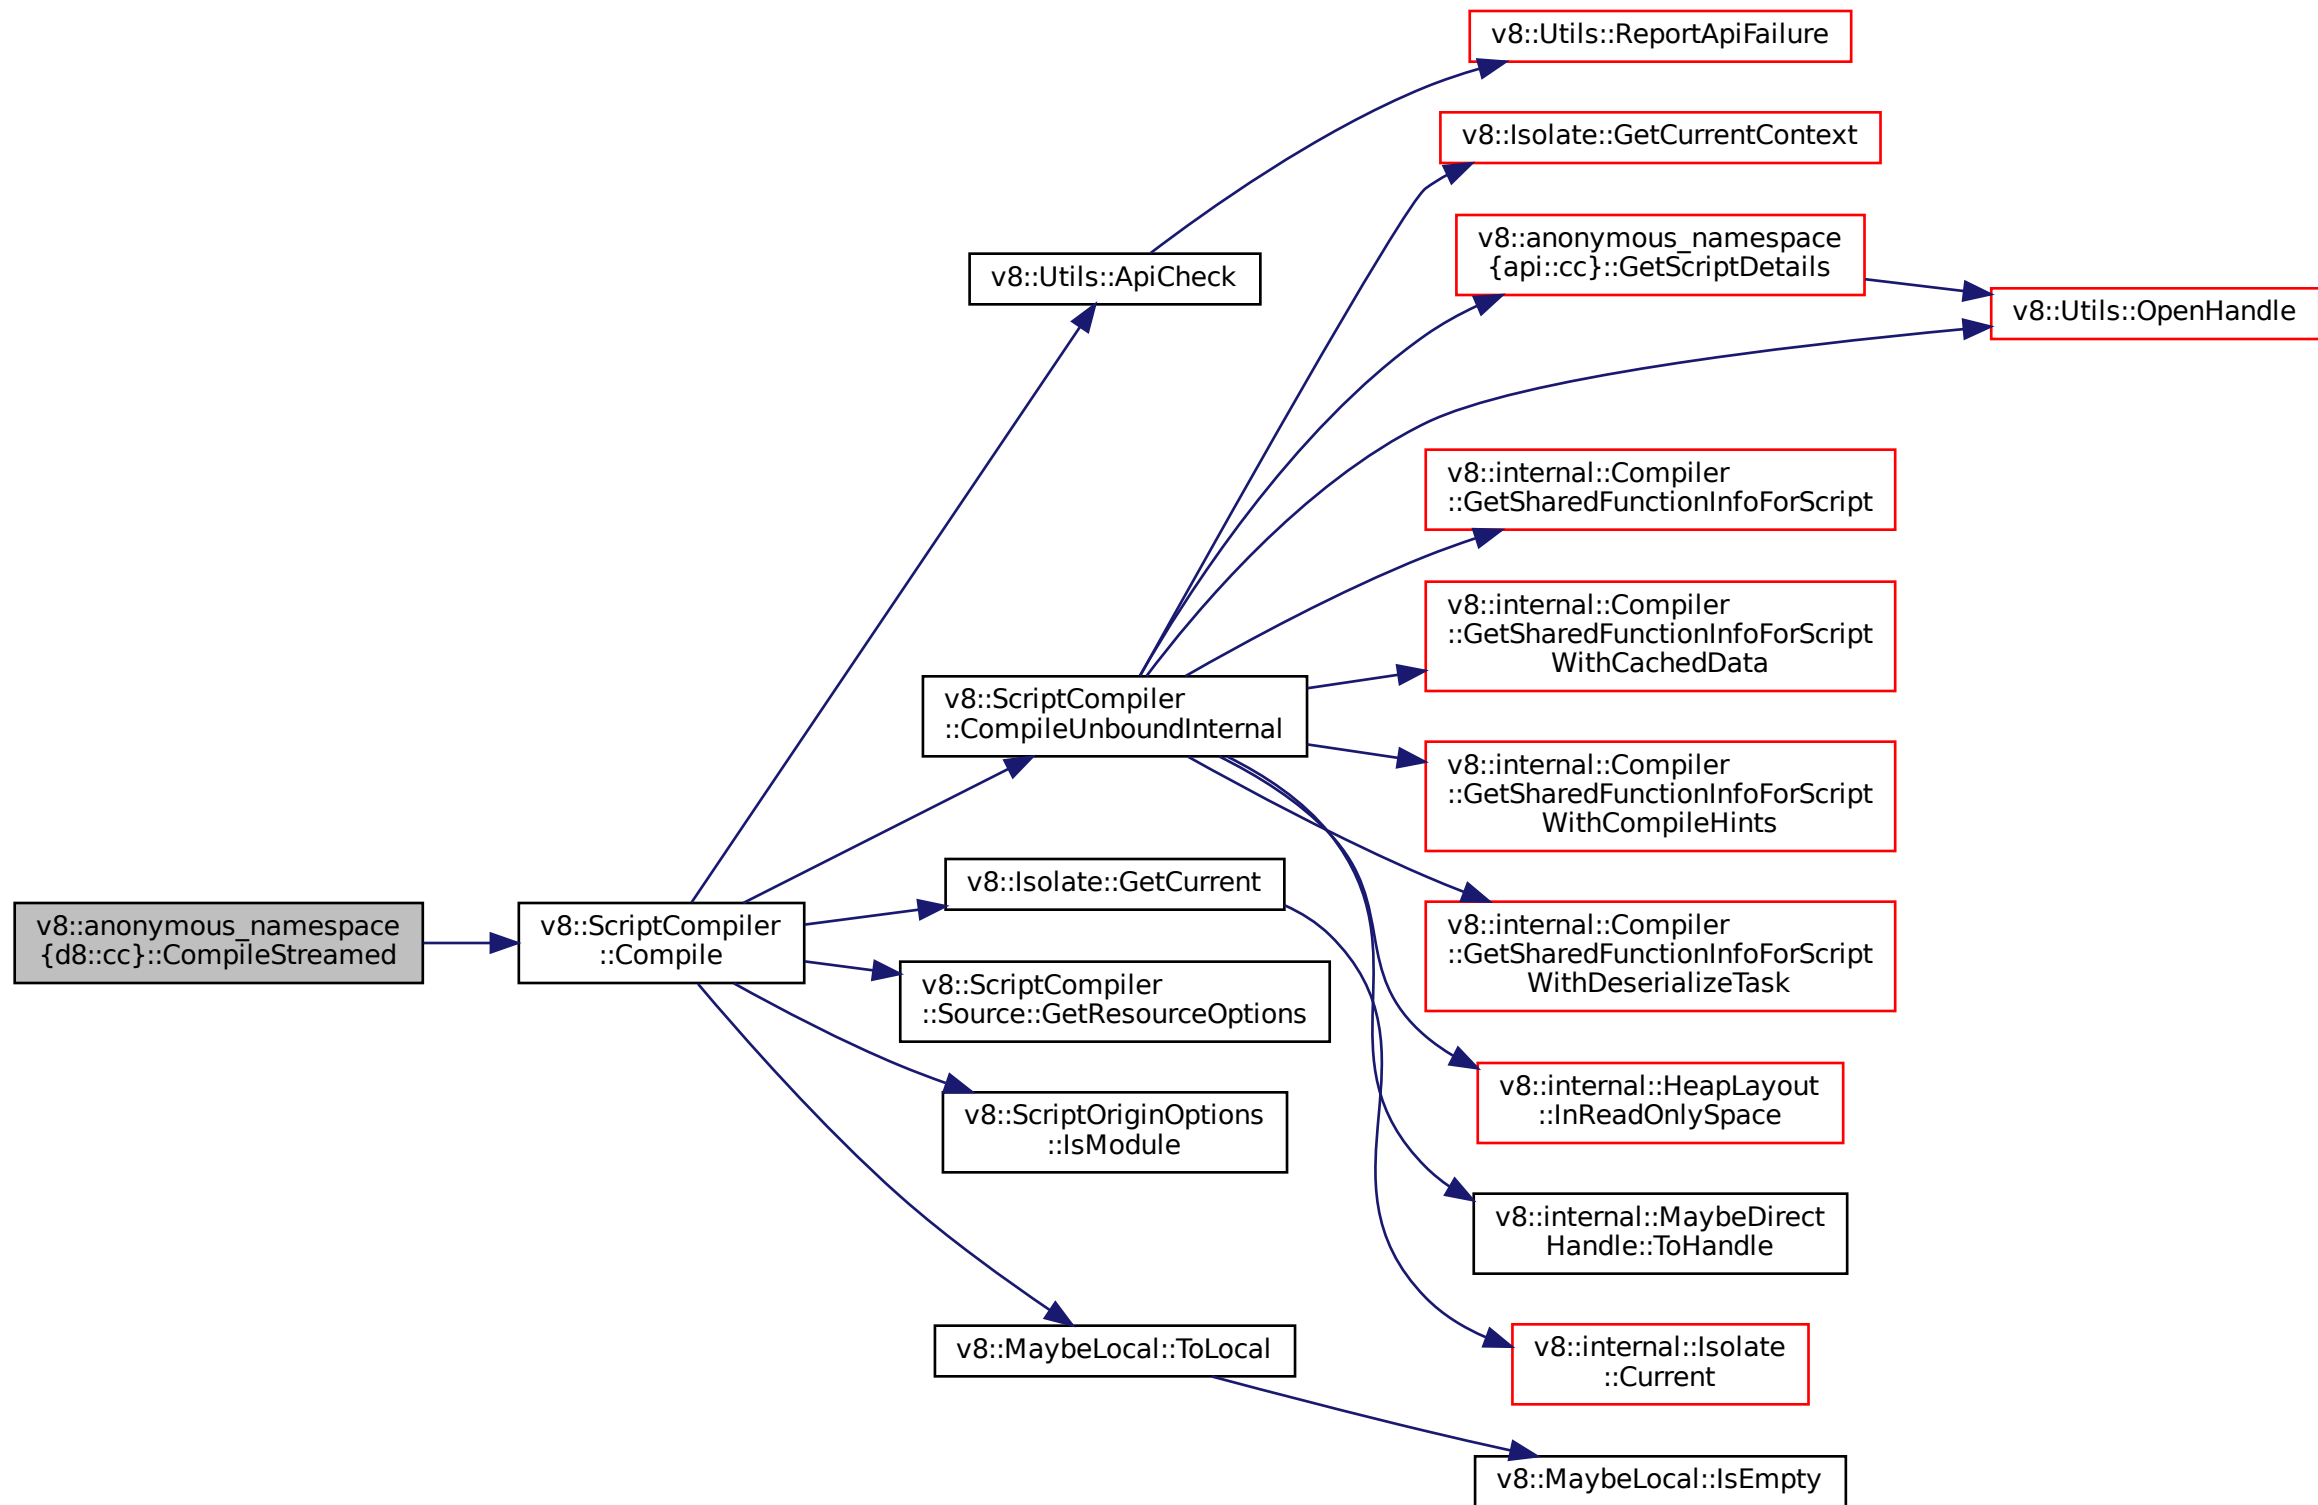 v8::Utils::ReportApiFailure
v8::Isolate::GetCurrentContext
v8::anonymous_namespace
{api::cc}::GetScriptDetails
v8::Utils::ApiCheck
v8::Utils::OpenHandle
v8::internal::Compiler
::GetSharedFunctionInfoForScript
v8::internal::Compiler
::GetSharedFunctionInfoForScript
WithCachedData
v8::ScriptCompiler
::CompileUnboundInternal
v8::internal::Compiler
::GetSharedFunctionInfoForScript
WithCompileHints
v8::Isolate::GetCurrent
v8::anonymous_namespace
{d8::cc}::CompileStreamed
v8::ScriptCompiler
::Compile
v8::internal::Compiler
::GetSharedFunctionInfoForScript
WithDeserializeTask
v8::ScriptCompiler
::Source::GetResourceOptions
v8::internal::HeapLayout
::InReadOnlySpace
v8::ScriptOriginOptions
::IsModule
v8::internal::MaybeDirect
Handle::ToHandle
v8::MaybeLocal::ToLocal
v8::internal::Isolate
::Current
v8::MaybeLocal::IsEmpty